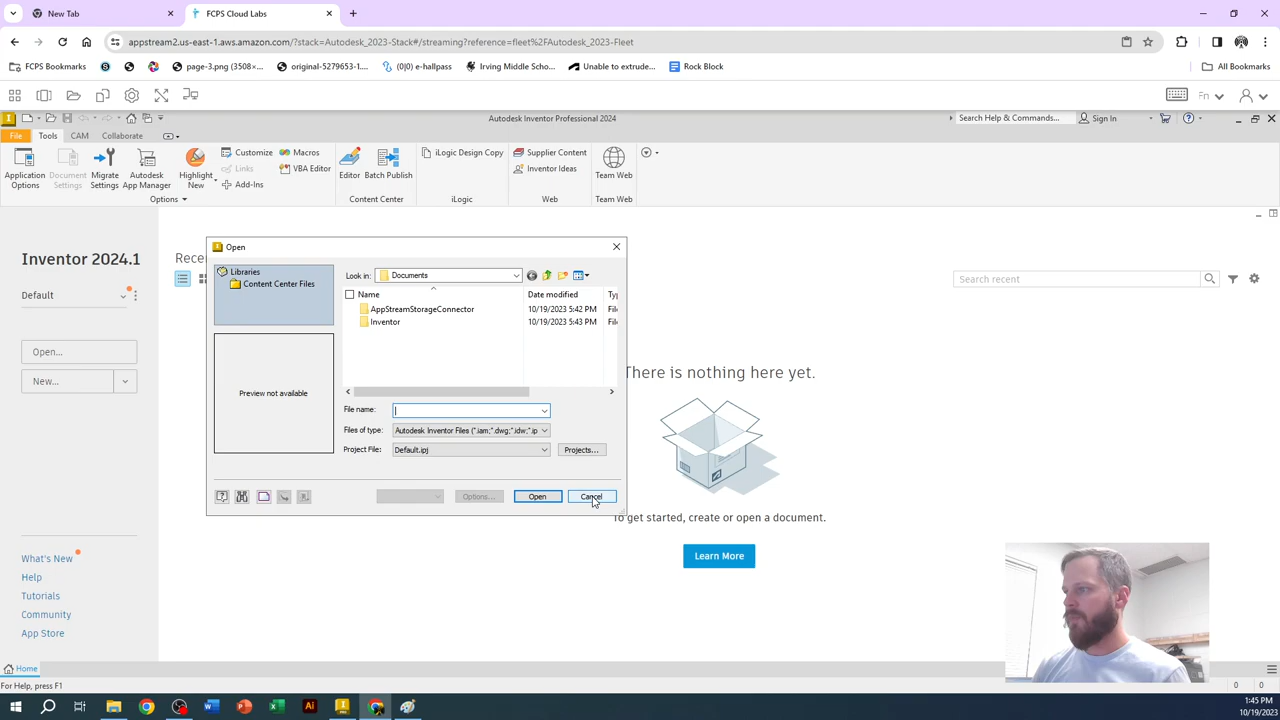 New Tab
FCPS Cloud Labs
appstream2.us-east-1.aws.amazon.com/?stack=Autodesk_2023-Stack#/streaming?reference=fleet%2FAutodesk_2023-Fleet
FCPS Bookmarks page-3.png (3508×... original-5279653-1.... (0|0) e-hallpass Irving Middle Schoo... Unable to extrude... Rock Block All Bookmarks
Fn
Autodesk Inventor Professional 2024 Search Help & Commands... Sign In
File Tools CAM Collaborate
Application Options
Document Settings
Migrate Settings
Autodesk App Manager
Highlight New
Customize
Links
Add-Ins
Macros
VBA Editor
Editor
Batch Publish
iLogic Design Copy
Supplier Content
Inventor Ideas
Team Web
Options Content Center iLogic Web Team Web
Inventor 2024.1
Default
Open...
New...
What's New
Help
Tutorials
Community
App Store
Rece
Search recent
Open
Libraries
Content Center Files
Look in: Documents
Name Date modified Typ
AppStreamStorageConnector 10/19/2023 5:42 PM File
Inventor 10/19/2023 5:43 PM File
Preview not available
File name:
Files of type: Autodesk Inventor Files (*.iam;*.dwg;*.idw;*.ip
Project File: Default.ipj Projects...
Options... Open Cancel
There is nothing here yet.
To get started, create or open a document.
Learn More
Home
For Help, press F1 0 0
1:45 PM
10/19/2023